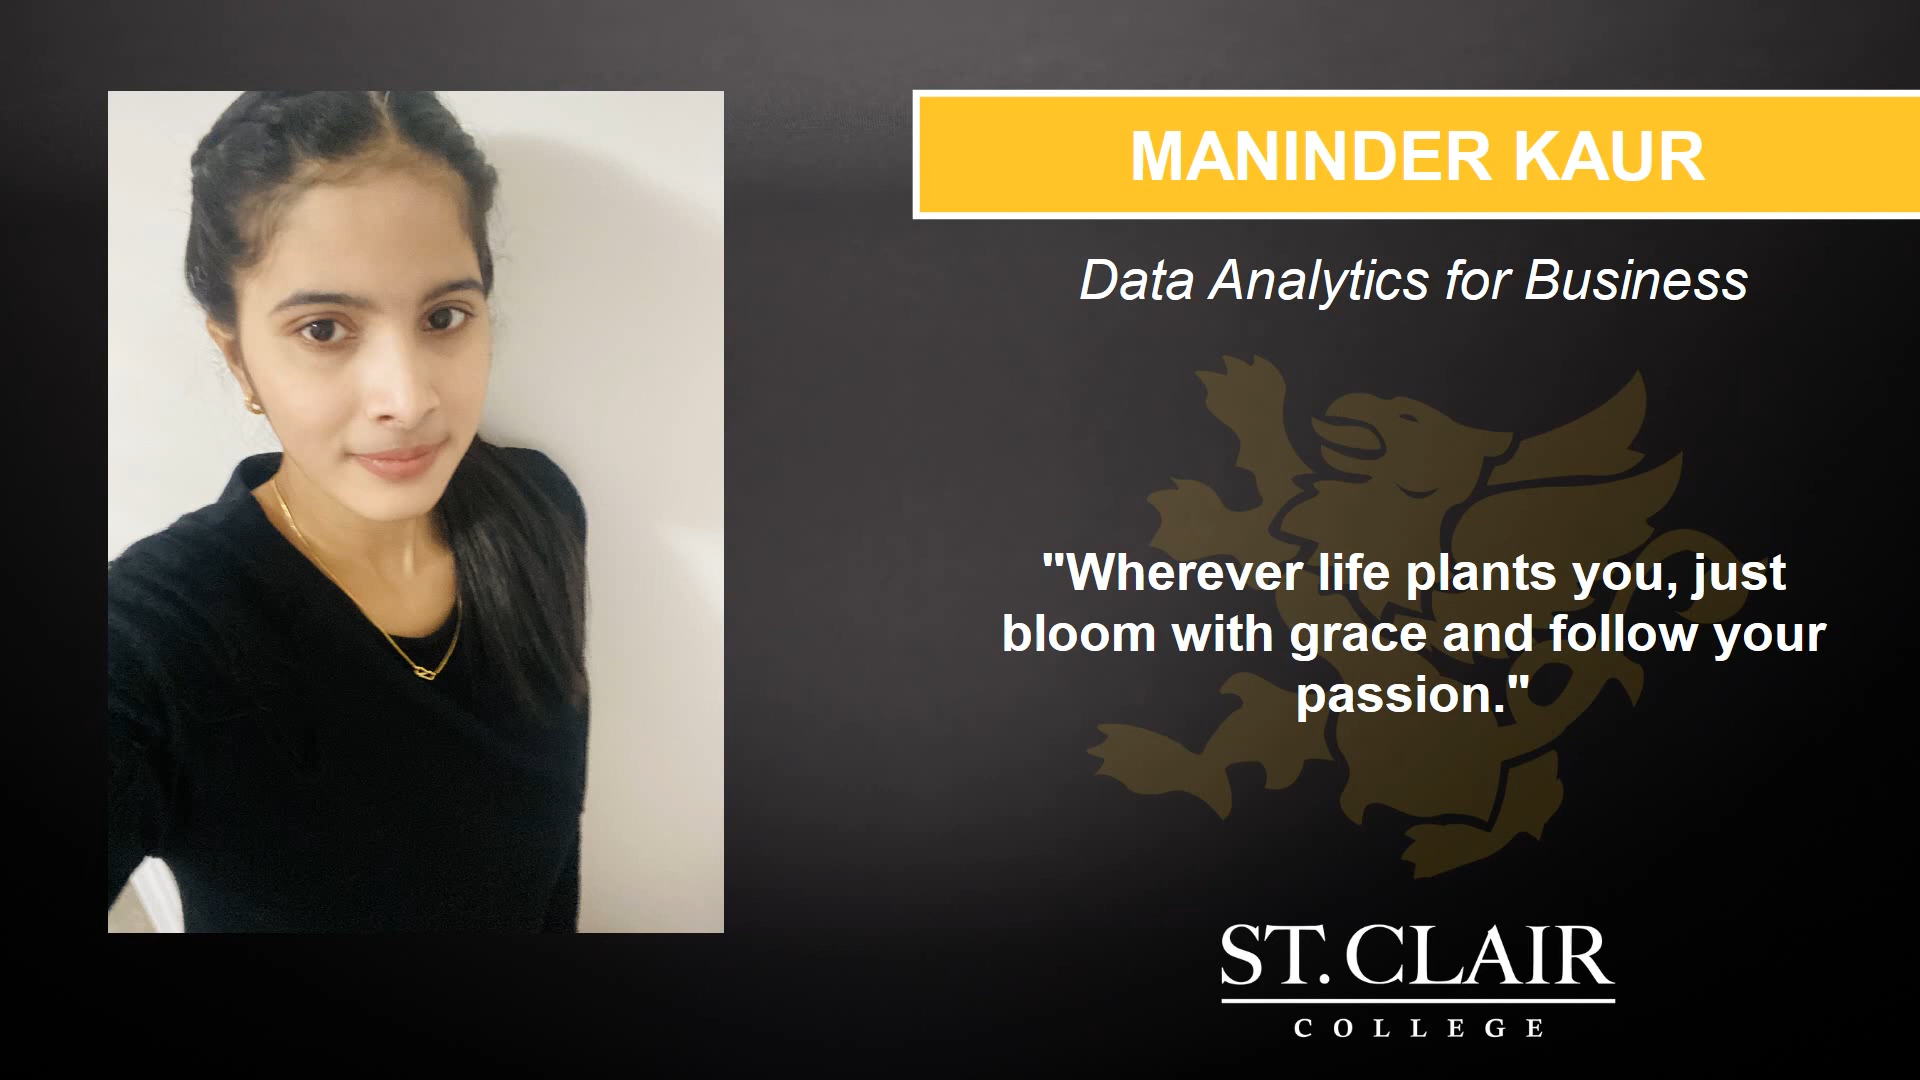 MANINDER KAUR
Data Analytics for Business
"Wherever life plants you, just
bloom with grace and follow your
passion."
ST. CLAIR
COLLEGE